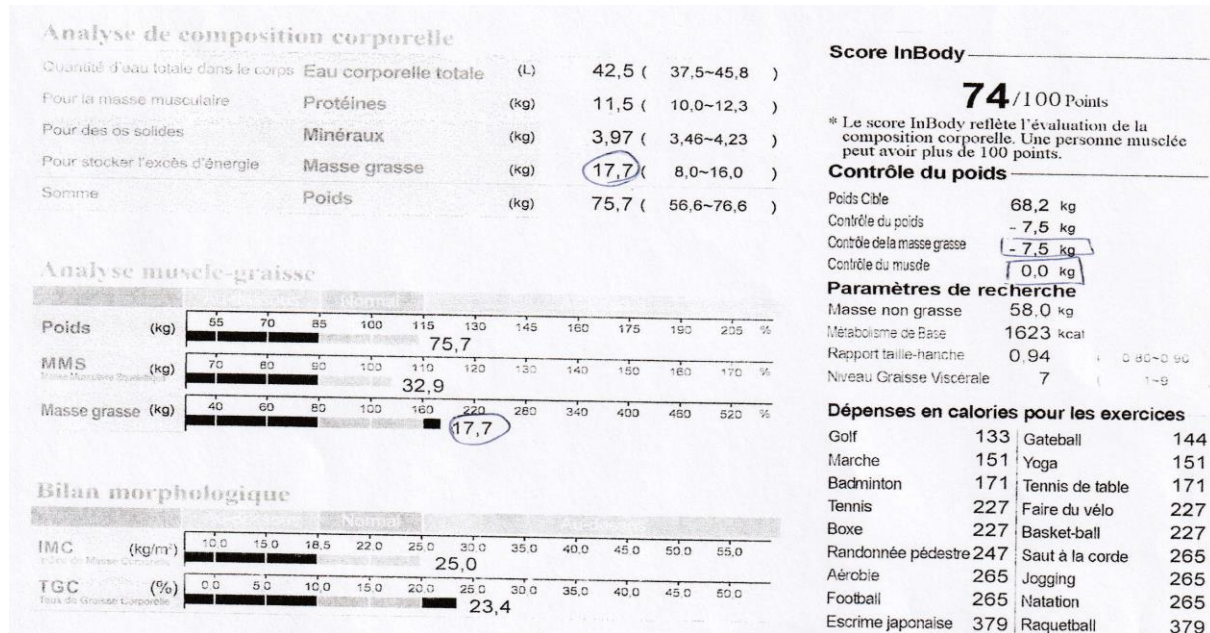 Analyse de composition corporelle
Quantité d'eau totale dans le corps Eau corporelle totale (L) 42,5 ( 37,5~45,8 )
Pour la masse musculaire Protéines (kg) 11,5 ( 10,0~12,3 )
Pour des os solides Minéraux (kg) 3,97 ( 3,46~4,23 )
Pour stocker l'excès d'énergie Masse grasse (kg) 17,7 ( 8,0~16,0 )
Somme Poids (kg) 75,7 ( 56,6~76,6 )
Analyse muscle-graisse
Normal
Poids (kg) 55 70 85 100 115 130 145 160 175 190 205 %
75,7
MMS (kg) 70 80 90 100 110 120 130 140 150 160 170 %
32,9
Masse grasse (kg) 40 60 80 100 160 220 280 340 400 460 520 %
17,7
Bilan morphologique
Normal
IMC (kg/m²) 10,0 15,0 18,5 22,0 25,0 30,0 35,0 40,0 45,0 50,0 55,0
25,0
TGC (%) 0,0 5,0 10,0 15,0 20,0 25,0 30,0 35,0 40,0 45,0 50,0
Taux de Graisse Corporelle
23,4
Score InBody
74/100 Points
* Le score InBody reflète l'évaluation de la
composition corporelle. Une personne musclée
peut avoir plus de 100 points.
Contrôle du poids
Poids Cible 68,2 kg
Contrôle du poids - 7,5 kg
Contrôle de la masse grasse - 7,5 kg
Contrôle du muscle 0,0 kg
Paramètres de recherche
Masse non grasse 58,0 kg
Métabolisme de Base 1623 kcal
Rapport taille-hanche 0,94 ( 0,80~0,90
Niveau Graisse Viscérale 7 ( 1~9
Dépenses en calories pour les exercices
Golf 133 Gateball 144
Marche 151 Yoga 151
Badminton 171 Tennis de table 171
Tennis 227 Faire du vélo 227
Boxe 227 Basket-ball 227
Randonnée pédestre 247 Saut à la corde 265
Aérobie 265 Jogging 265
Football 265 Natation 265
Escrime japonaise 379 Raquetball 379